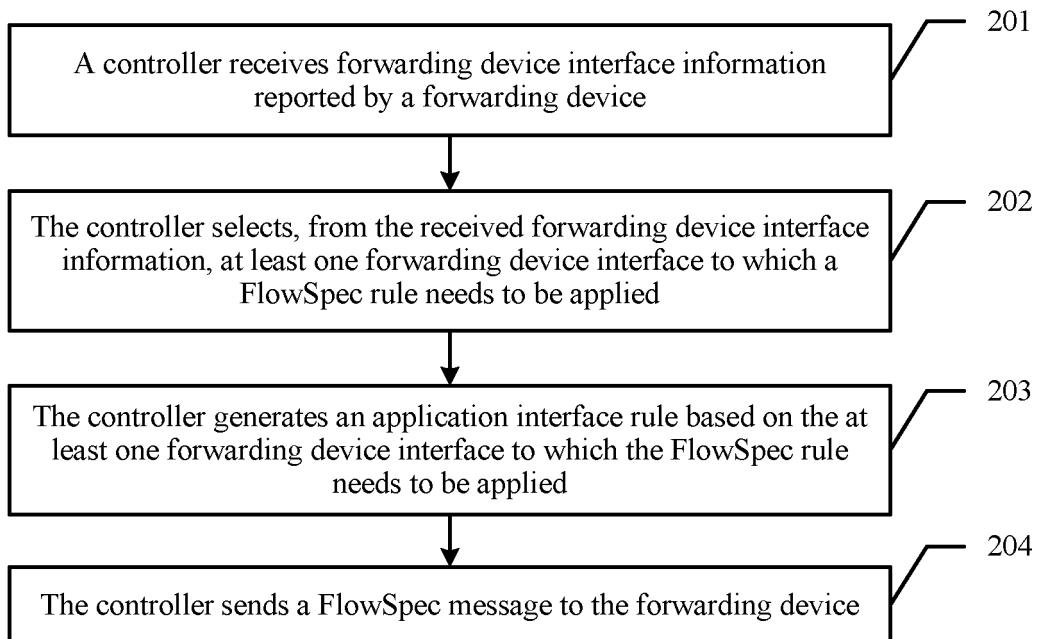 201
A controller receives forwarding device interface information
reported by a forwarding device
202
The controller selects, from the received forwarding device interface
information, at least one forwarding device interface to which a
FlowSpec rule needs to be applied
203
The controller generates an application interface rule based on the at
least one forwarding device interface to which the FlowSpec rule
needs to be applied
204
The controller sends a FlowSpec message to the forwarding device